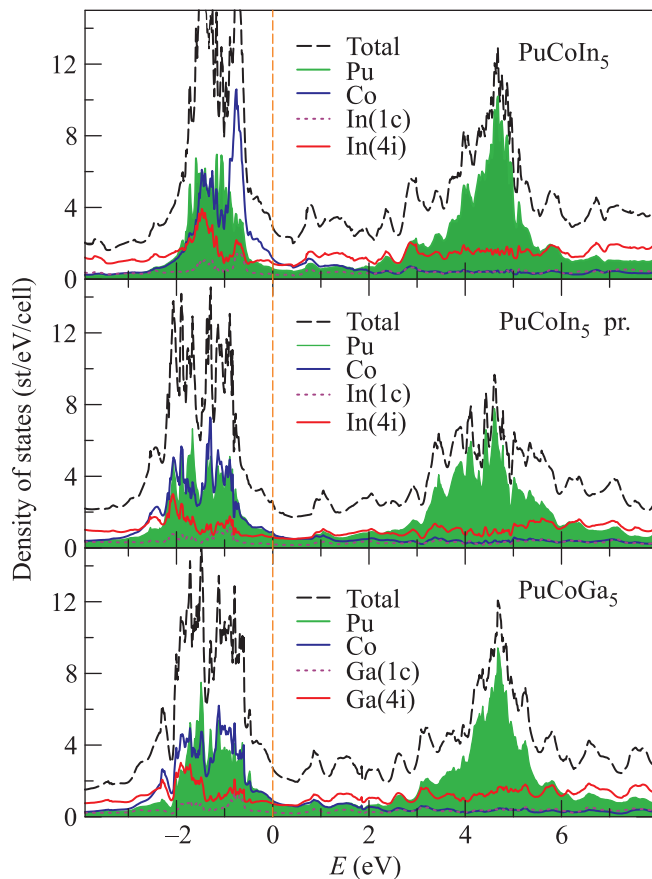 Density of states (st/eV/cell)
PuCoIn5
12
8
4
0
Total
Pu
Co
In(1c)
In(4i)
PuCoIn5 pr.
12
8
4
0
Total
Pu
Co
In(1c)
In(4i)
PuCoGa5
12
8
4
0
Total
Pu
Co
Ga(1c)
Ga(4i)
−2 0 2 4 6
E (eV)